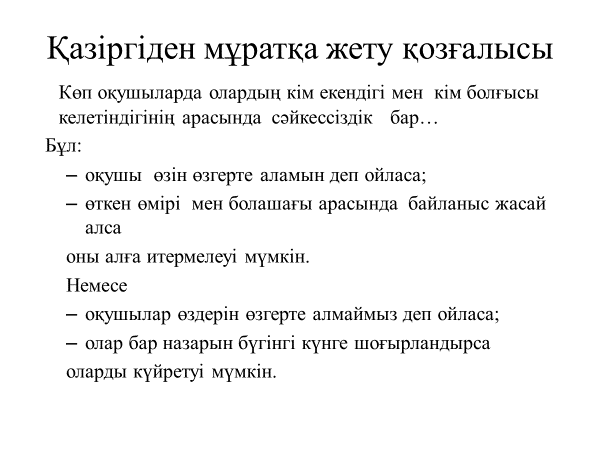 Қазіргіден мұратқа жету қозғалысы
Көп оқушыларда олардың кім екендігі мен кім болғысы
келетіндігінің арасында сәйкессіздік бар…
Бұл:
– оқушы өзін өзгерте аламын деп ойласа;
– өткен өмірі мен болашағы арасында байланыс жасай
алса
оны алға итермелеуі мүмкін.
Немесе
– оқушылар өздерін өзгерте алмаймыз деп ойласа;
– олар бар назарын бүгінгі күнге шоғырландырса
оларды күйретуі мүмкін.